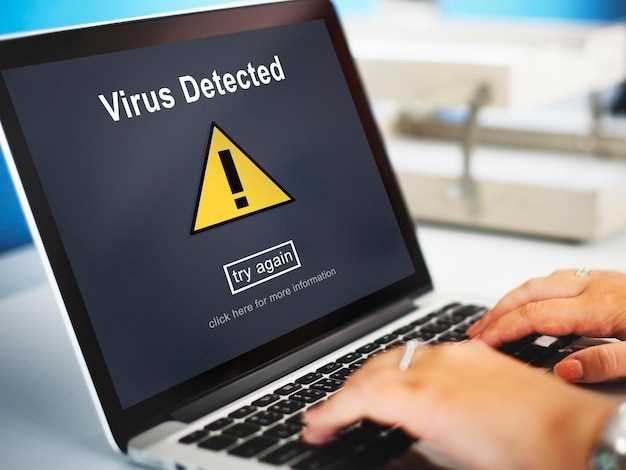 Virus Detected
!
try again
click here for more information